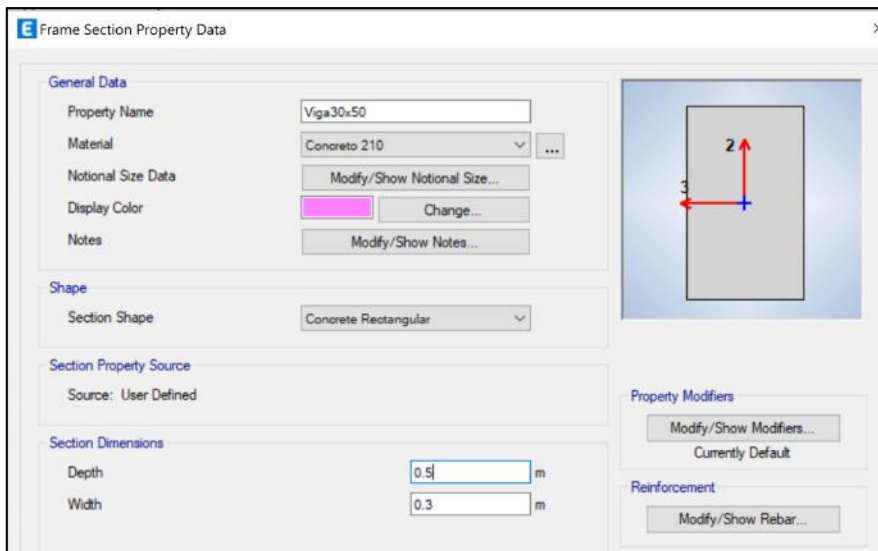 E Frame Section Property Data
General Data
Property Name Viga30x50
Material Concreto 210 ...
Notional Size Data Modify/Show Notional Size...
Display Color Change...
Notes Modify/Show Notes...
2
3
Shape
Section Shape Concrete Rectangular
Section Property Source
Source: User Defined
Property Modifiers
Modify/Show Modifiers...
Currently Default
Section Dimensions
Depth 0.5 m
Width 0.3 m
Reinforcement
Modify/Show Rebar...